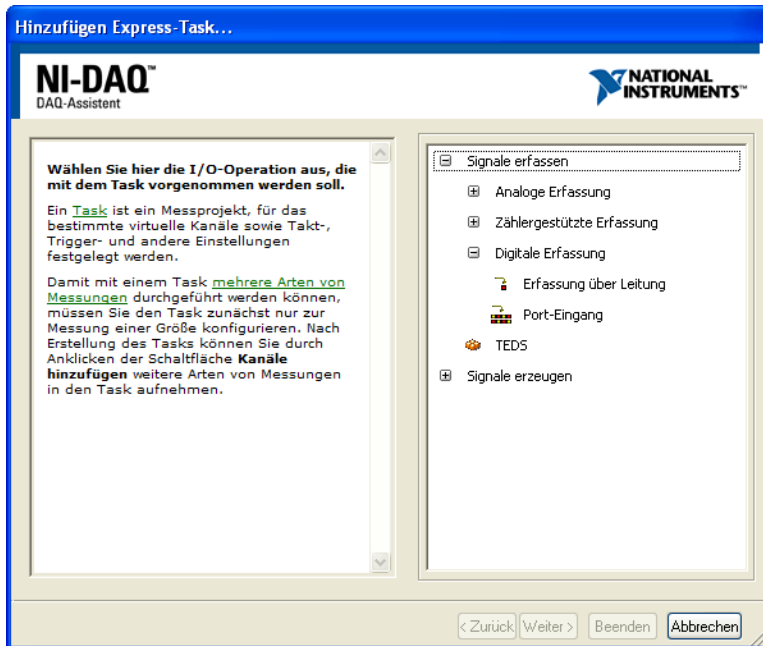 Hinzufügen Express-Task...
NI-DAQ™
DAQ-Assistent
NATIONAL
INSTRUMENTS™
Wählen Sie hier die I/O-Operation aus, die
mit dem Task vorgenommen werden soll.
Ein Task ist ein Messprojekt, für das
bestimmte virtuelle Kanäle sowie Takt-,
Trigger- und andere Einstellungen
festgelegt werden.
Damit mit einem Task mehrere Arten von
Messungen durchgeführt werden können,
müssen Sie den Task zunächst nur zur
Messung einer Größe konfigurieren. Nach
Erstellung des Tasks können Sie durch
Anklicken der Schaltfläche Kanäle
hinzufügen weitere Arten von Messungen
in den Task aufnehmen.
Signale erfassen
Analoge Erfassung
Zählergestützte Erfassung
Digitale Erfassung
Erfassung über Leitung
Port-Eingang
TEDS
Signale erzeugen
< Zurück Weiter > Beenden Abbrechen